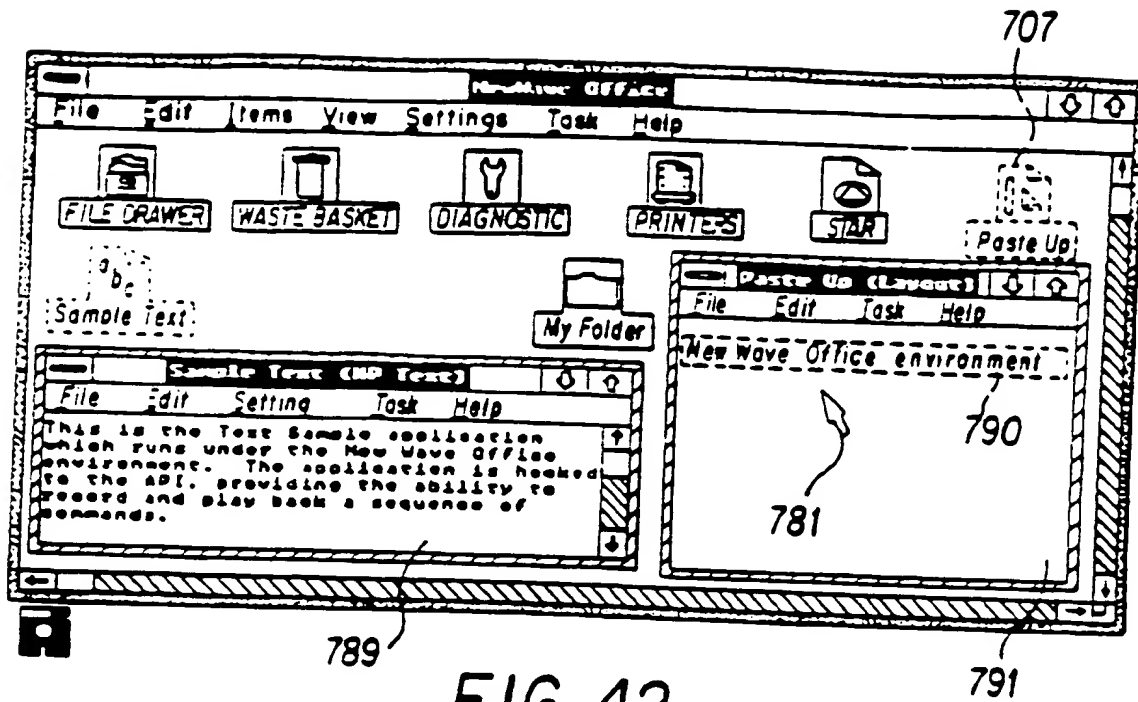 707
NewWave Office
File Edit Items View Settings Task Help
FILE DRAWER WASTE BASKET DIAGNOSTIC PRINTERS STAR Paste Up
abc
Sample Text
My Folder
Paste Up (Layout)
File Edit Task Help
New Wave Office environment
790
781
Sample Text (HP Text)
File Edit Setting Task Help
This is the Text Sample application
which runs under the New Wave Office
environment. The application is hooked
to the API, providing the ability to
record and play back a sequence of
commands.
789
791
FIG 42